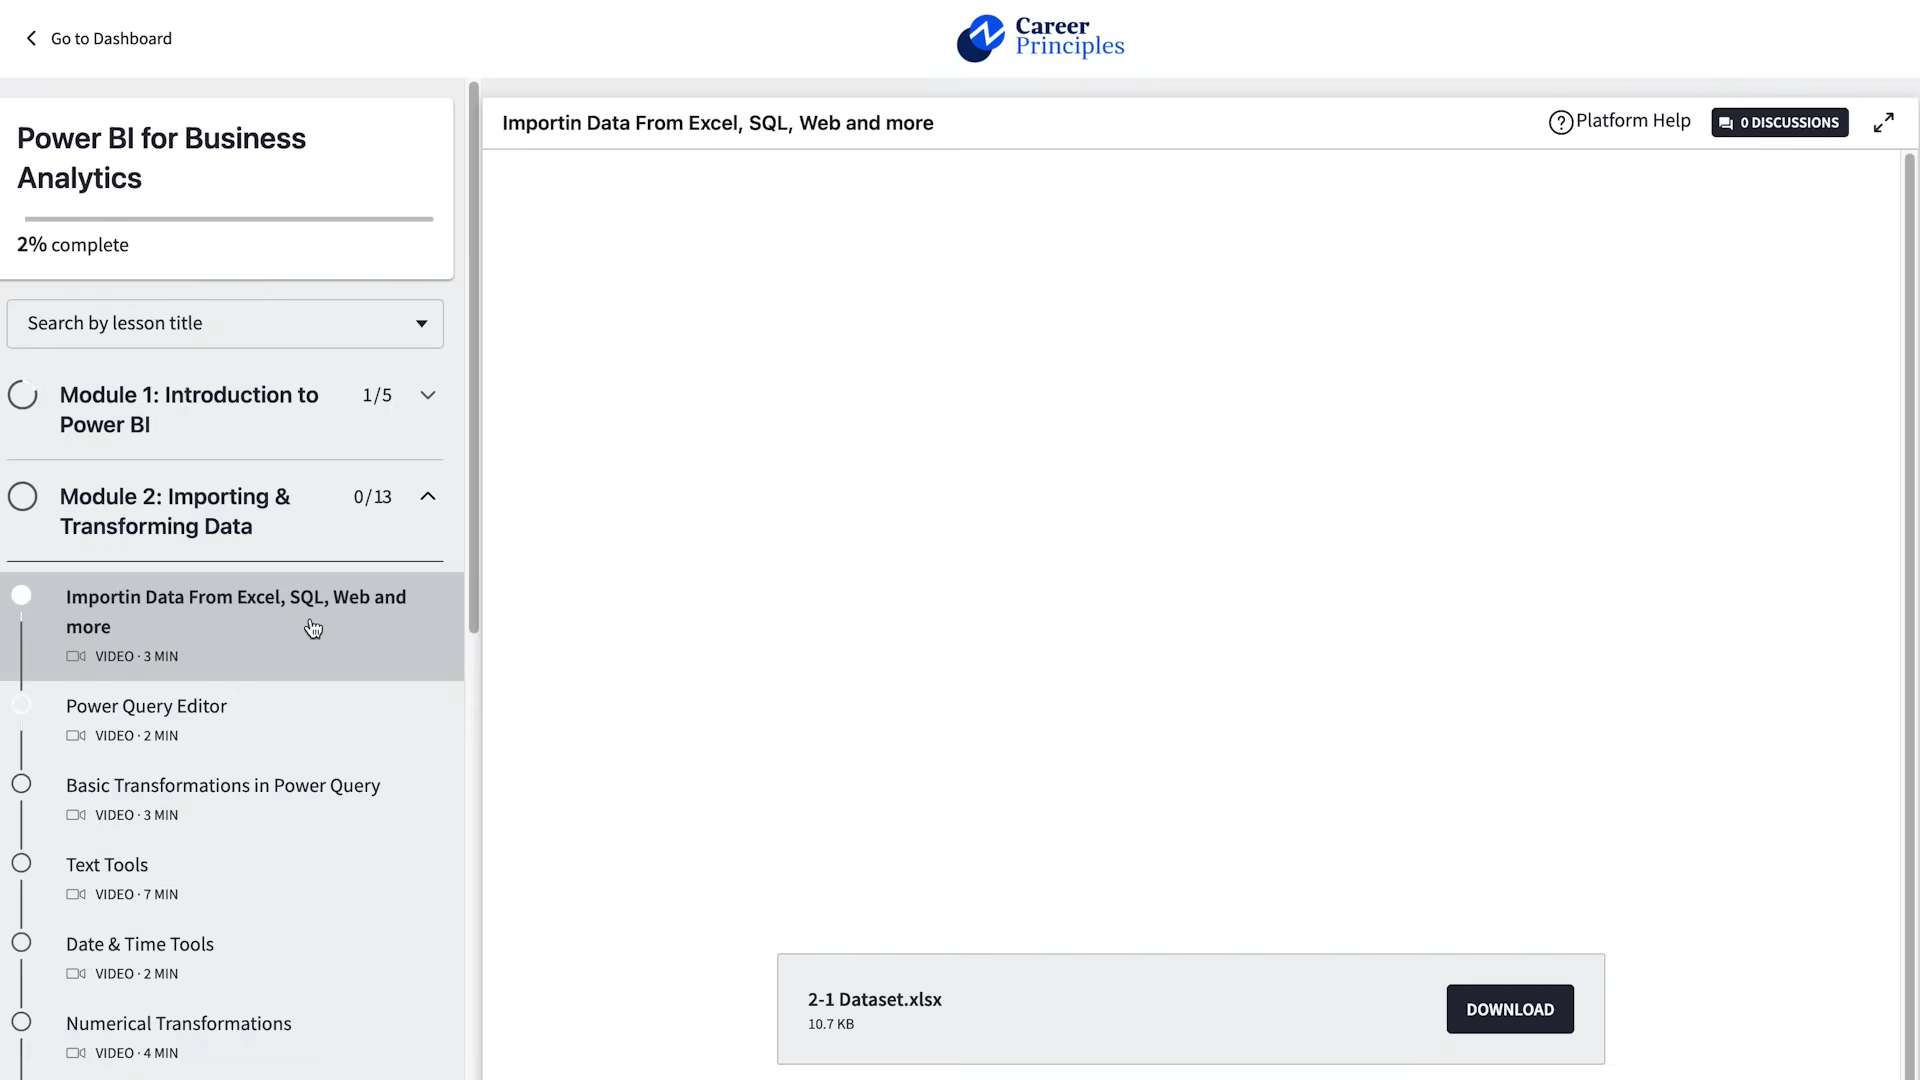 Go to Dashboard
Career
Principles
Power BI for Business
Analytics
2% complete
Search by lesson title
Module 1: Introduction to
Power BI
1/5
Module 2: Importing &
Transforming Data
0/13
Importin Data From Excel, SQL, Web and
more
VIDEO · 3 MIN
Power Query Editor
VIDEO · 2 MIN
Basic Transformations in Power Query
VIDEO · 3 MIN
Text Tools
VIDEO · 7 MIN
Date & Time Tools
VIDEO · 2 MIN
Numerical Transformations
VIDEO · 4 MIN
Importin Data From Excel, SQL, Web and more
Platform Help
0 DISCUSSIONS
2-1 Dataset.xlsx
10.7 KB
DOWNLOAD